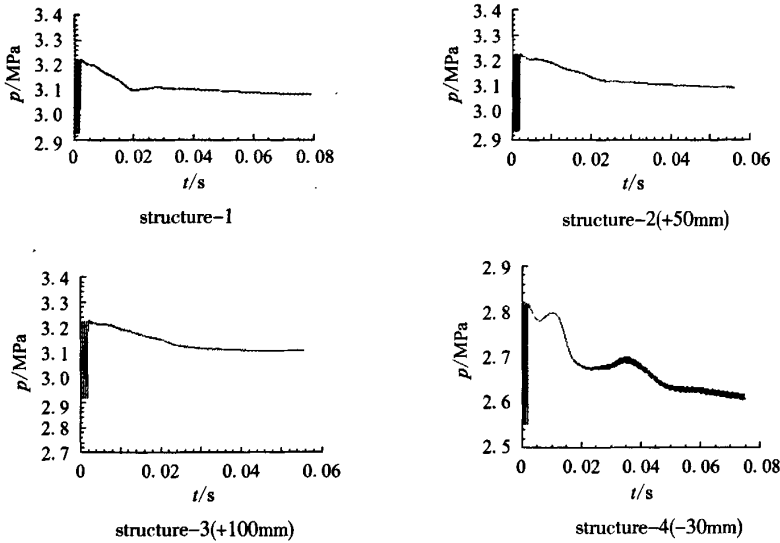 3.4
3.3
3.2
3.1
3.0
2.9
p/MPa
0 0.02 0.04 0.06 0.08
t/s
structure-1
3.4
3.3
3.2
3.1
3.0
2.9
p/MPa
0 0.02 0.04 0.06
t/s
structure-2(+50mm)
3.4
3.3
3.2
3.1
3.0
2.9
2.8
2.7
p/MPa
0 0.02 0.04 0.06
t/s
structure-3(+100mm)
2.9
2.8
2.7
2.6
2.5
p/MPa
0 0.02 0.04 0.06 0.08
t/s
structure-4(-30mm)